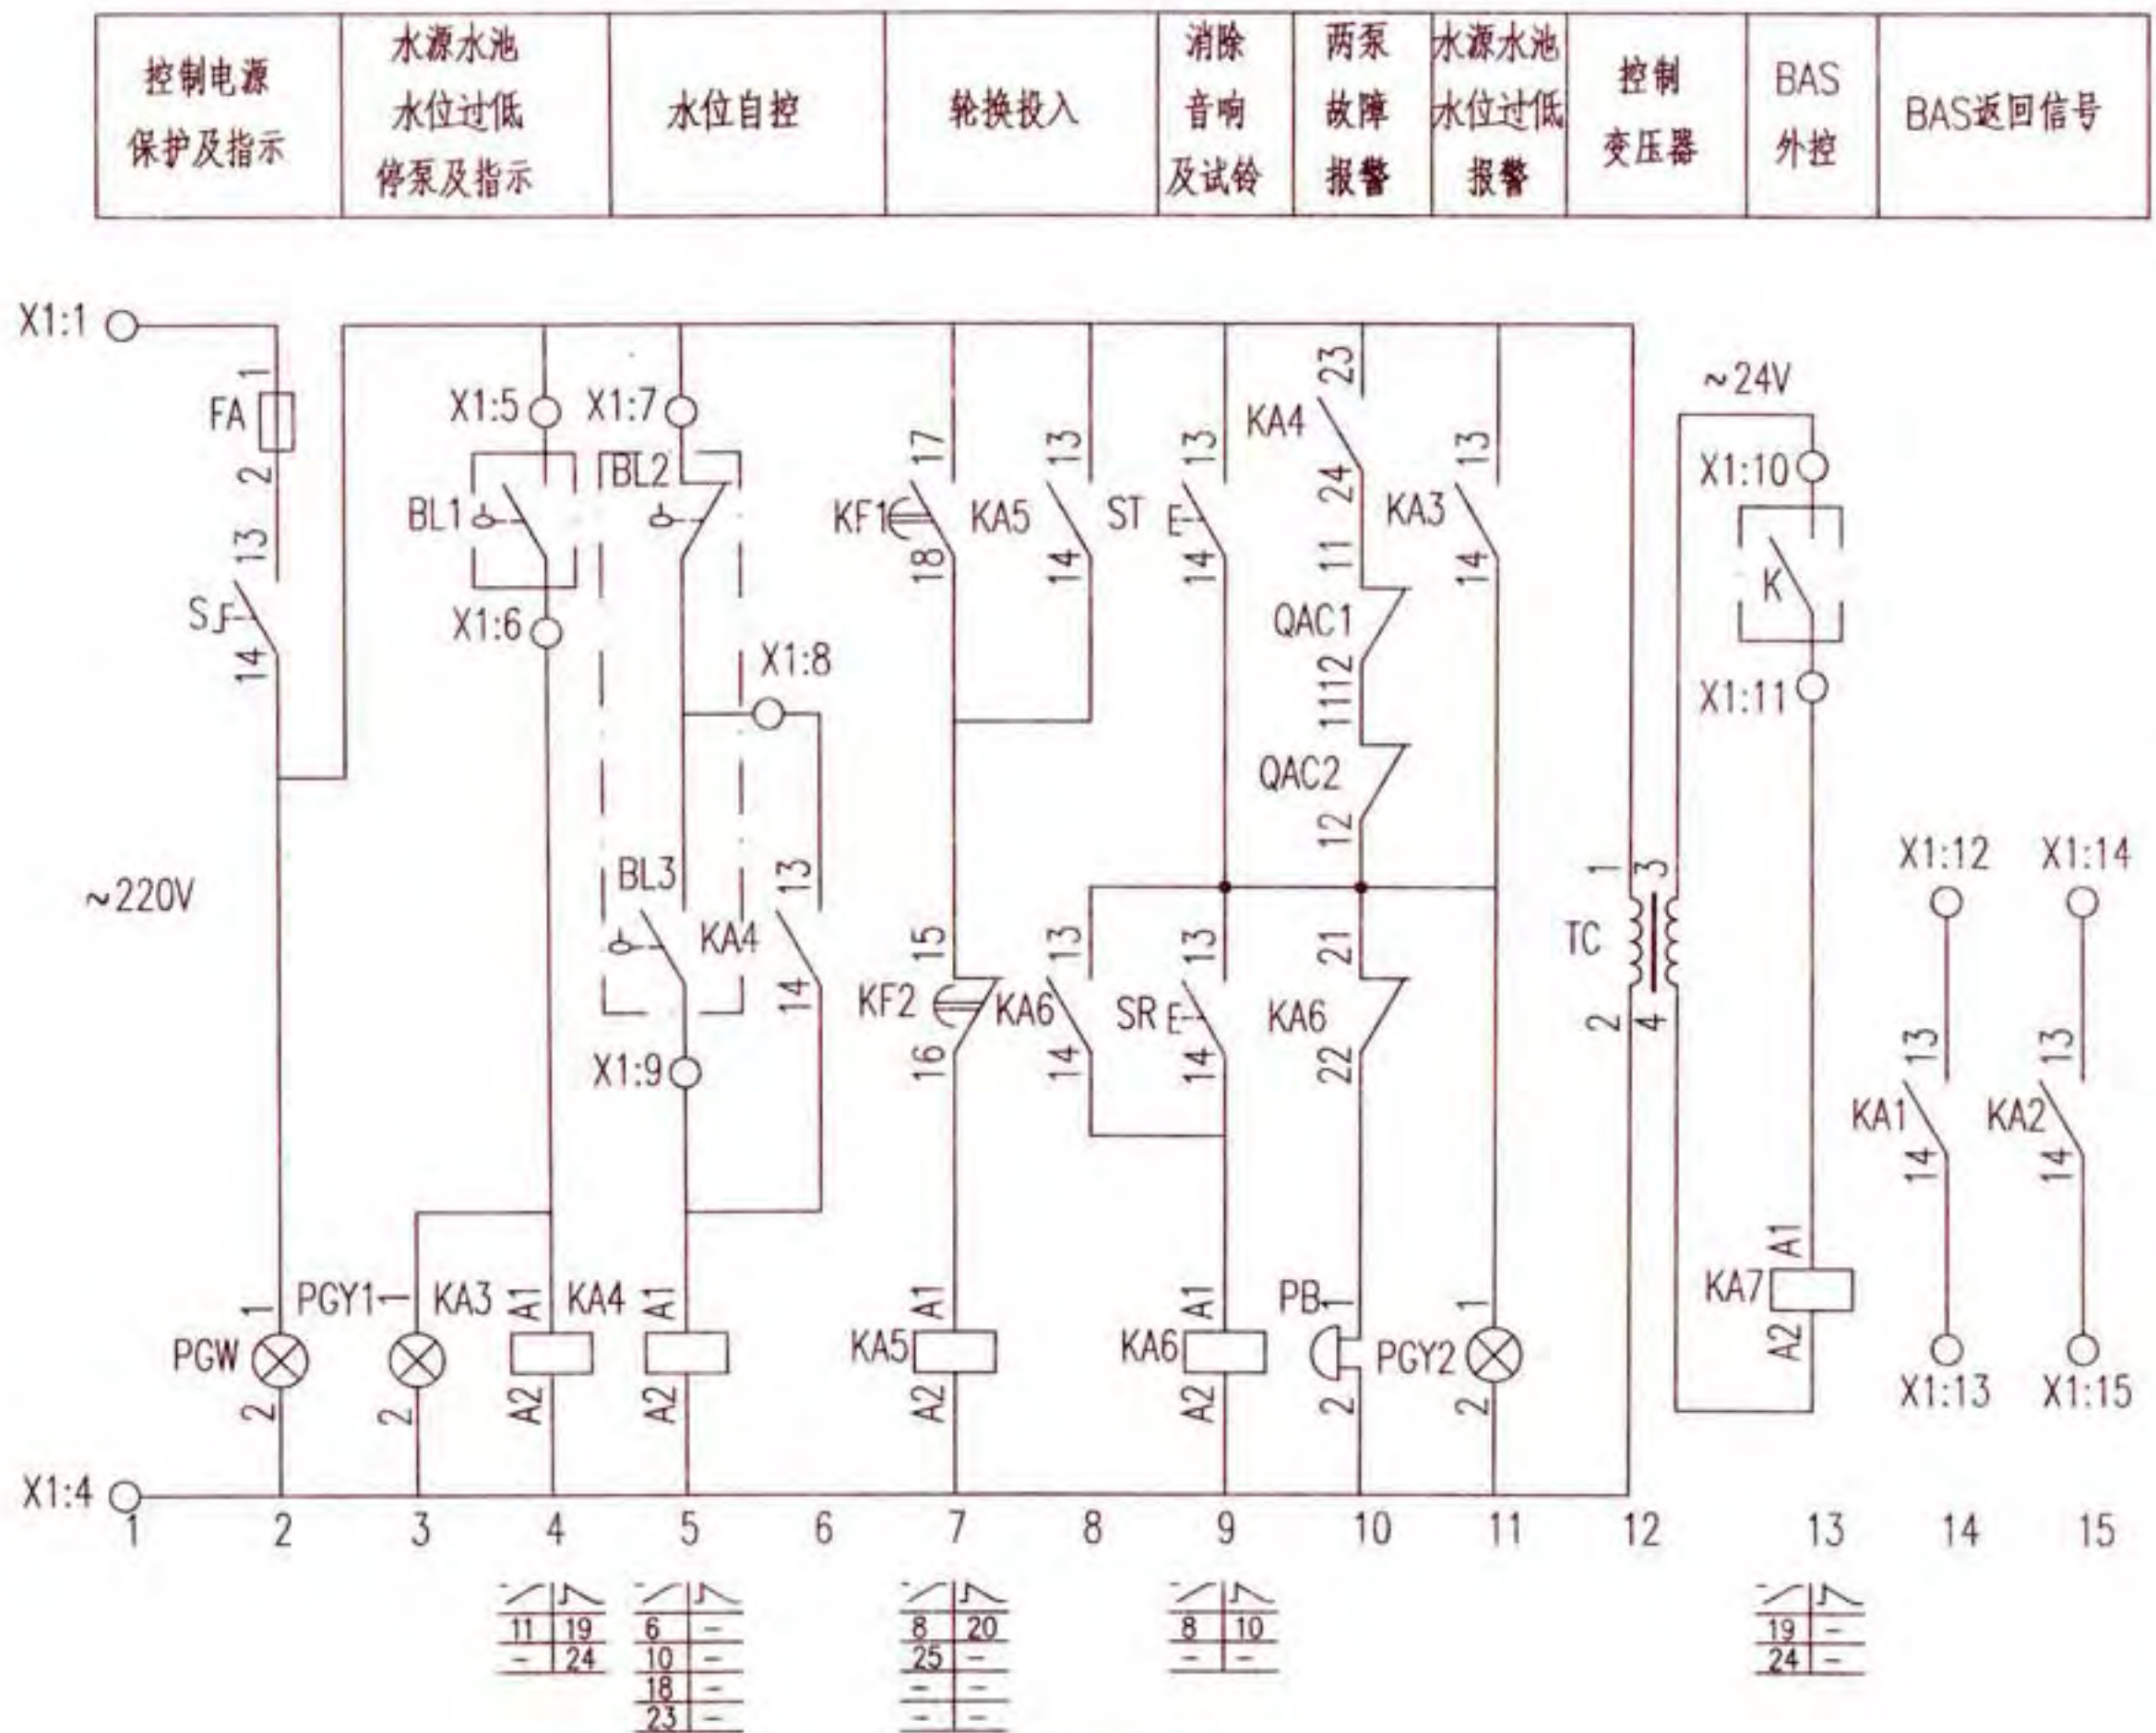 控制电源
保护及指示
水源水池
水位过低
停泵及指示
水位自控
轮换投入
消除
音响
及试铃
两泵
故障
报警
水源水池
水位过低
报警
控制
变压器
BAS
外控
BAS返回信号
X1:1
1
FA
2
13
S
14
~220V
1
PGW
2
X1:4
X1:5
BL1
X1:6
PGY1
1
2
KA3
A1
A2
X1:7
BL2
X1:8
BL3
13
KA4
14
X1:9
KA4
A1
A2
17
KF1
18
13
KA5
14
15
KF2
16
KA5
A1
A2
13
ST
14
13
KA6
14
13
SR
14
KA6
A1
A2
23
KA4
24
11
QAC1
12
11
QAC2
12
21
KA6
22
PB
1
2
13
KA3
14
PGY2
1
2
1
3
TC
2
4
~24V
X1:10
K
X1:11
KA7
A1
A2
X1:12
13
KA1
14
X1:13
X1:14
13
KA2
14
X1:15
1 2 3 4 5 6 7 8 9 10 11 12 13 14 15
11 19
- 24
6 -
10 -
18 -
23 -
8 20
25 -
- -
- -
8 10
- -
19 -
24 -